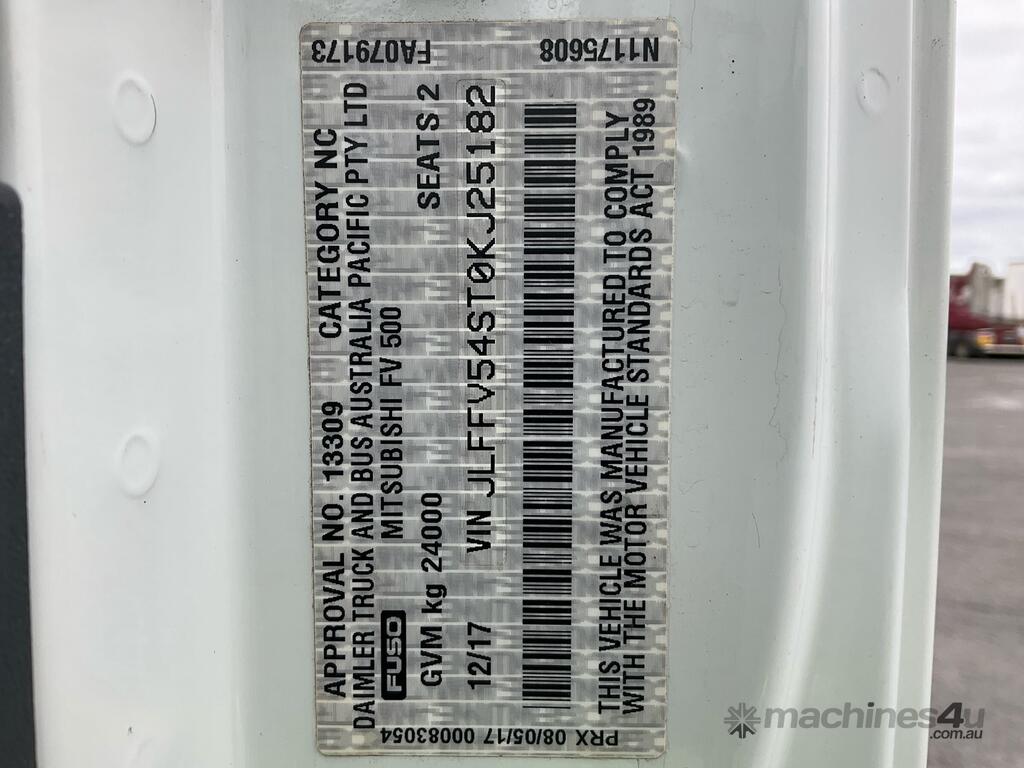 APPROVAL NO. 13309 CATEGORY NC
DAIMLER TRUCK AND BUS AUSTRALIA PACIFIC PTY LTD
FUSO MITSUBISHI FV 500
GVM kg 24000 SEATS 2
12/17 VIN JLFFV54ST0KJ25182
THIS VEHICLE WAS MANUFACTURED TO COMPLY
WITH THE MOTOR VEHICLE STANDARDS ACT 1989
FA079173
N1175608
PRX 08/05/17 00083054
machines4u
.com.au